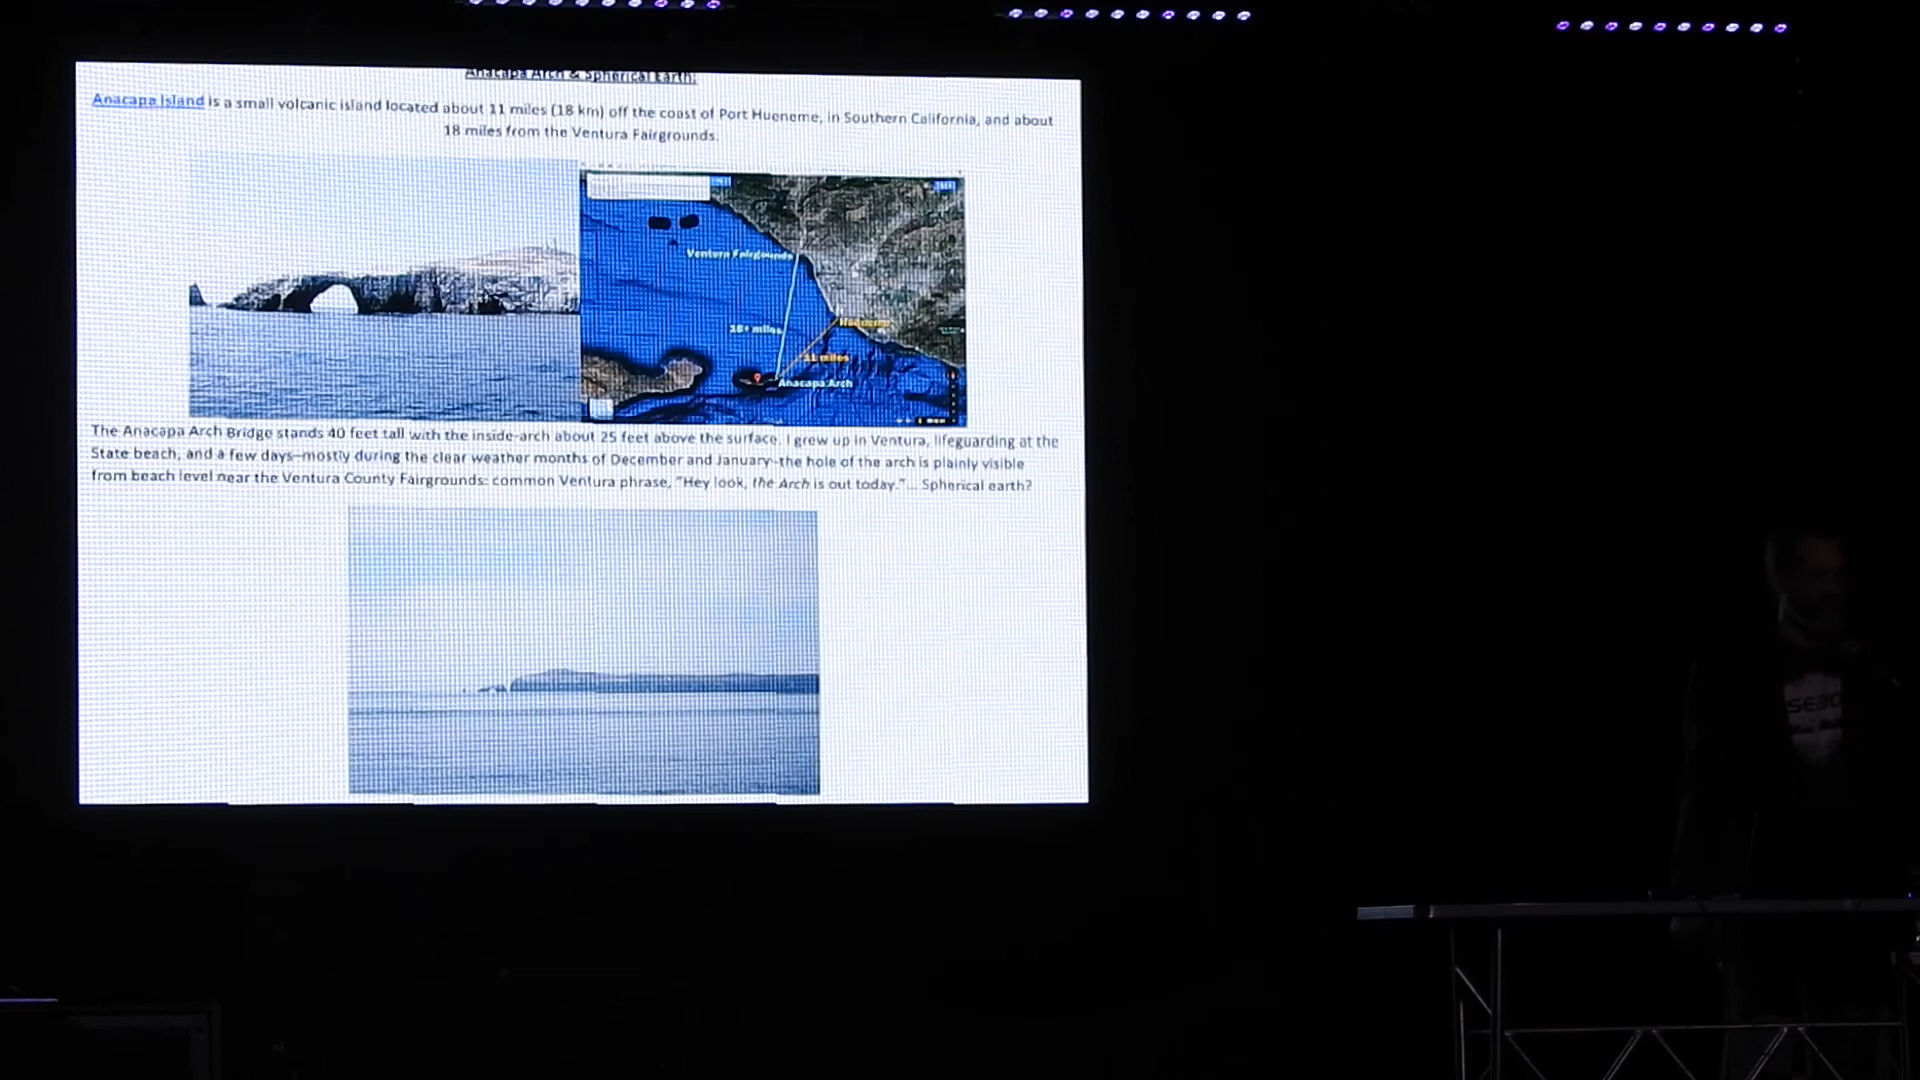 Anacapa Arch & Spherical Earth:
Anacapa Island is a small volcanic island located about 11 miles (18 km) off the coast of Port Hueneme, in Southern California, and about
18 miles from the Ventura Fairgrounds.
Ventura Fairgounds
18+ miles
Hueneme
11 miles
Anacapa Arch
The Anacapa Arch Bridge stands 40 feet tall with the inside-arch about 25 feet above the surface. I grew up in Ventura, lifeguarding at the
State beach, and a few days–mostly during the clear weather months of December and January–the hole of the arch is plainly visible
from beach level near the Ventura County Fairgrounds: common Ventura phrase, "Hey look, the Arch is out today."... Spherical earth?